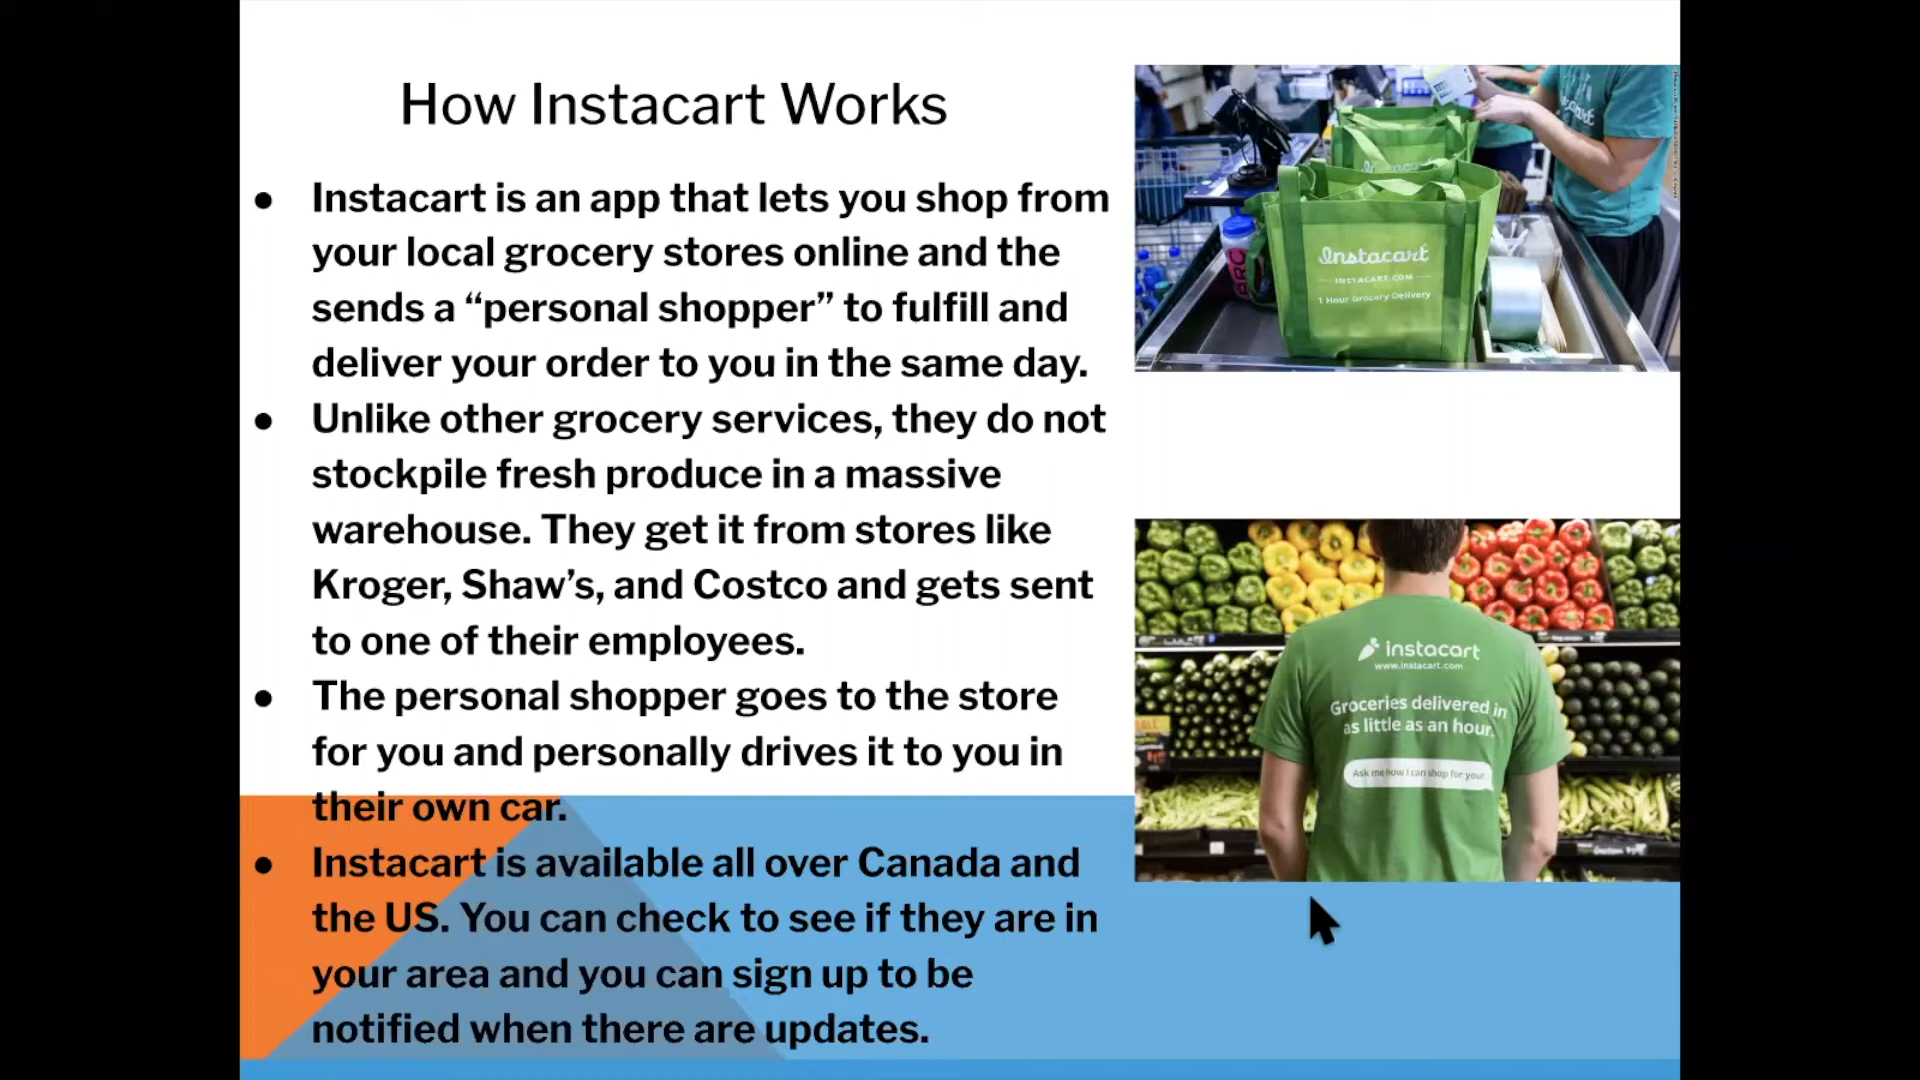 How Instacart Works
● Instacart is an app that lets you shop from
your local grocery stores online and the
sends a “personal shopper” to fulfill and
deliver your order to you in the same day.
● Unlike other grocery services, they do not
stockpile fresh produce in a massive
warehouse. They get it from stores like
Kroger, Shaw’s, and Costco and gets sent
to one of their employees.
● The personal shopper goes to the store
for you and personally drives it to you in
their own car.
● Instacart is available all over Canada and
the US. You can check to see if they are in
your area and you can sign up to be
notified when there are updates.
Instacart
INSTACART.COM
1 Hour Grocery Delivery
instacart
www.instacart.com
Groceries delivered in
as little as an hour.
Ask me how I can shop for you!